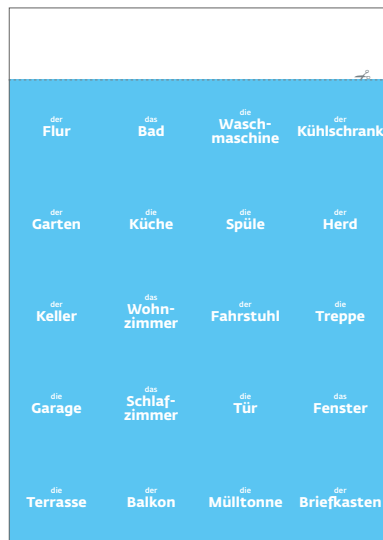 der
Flur
das
Bad
die
Wasch-
maschine
der
Kühlschrank
der
Garten
die
Küche
die
Spüle
der
Herd
der
Keller
das
Wohn-
zimmer
der
Fahrstuhl
die
Treppe
die
Garage
das
Schlaf-
zimmer
die
Tür
das
Fenster
die
Terrasse
der
Balkon
die
Mülltonne
der
Briefkasten